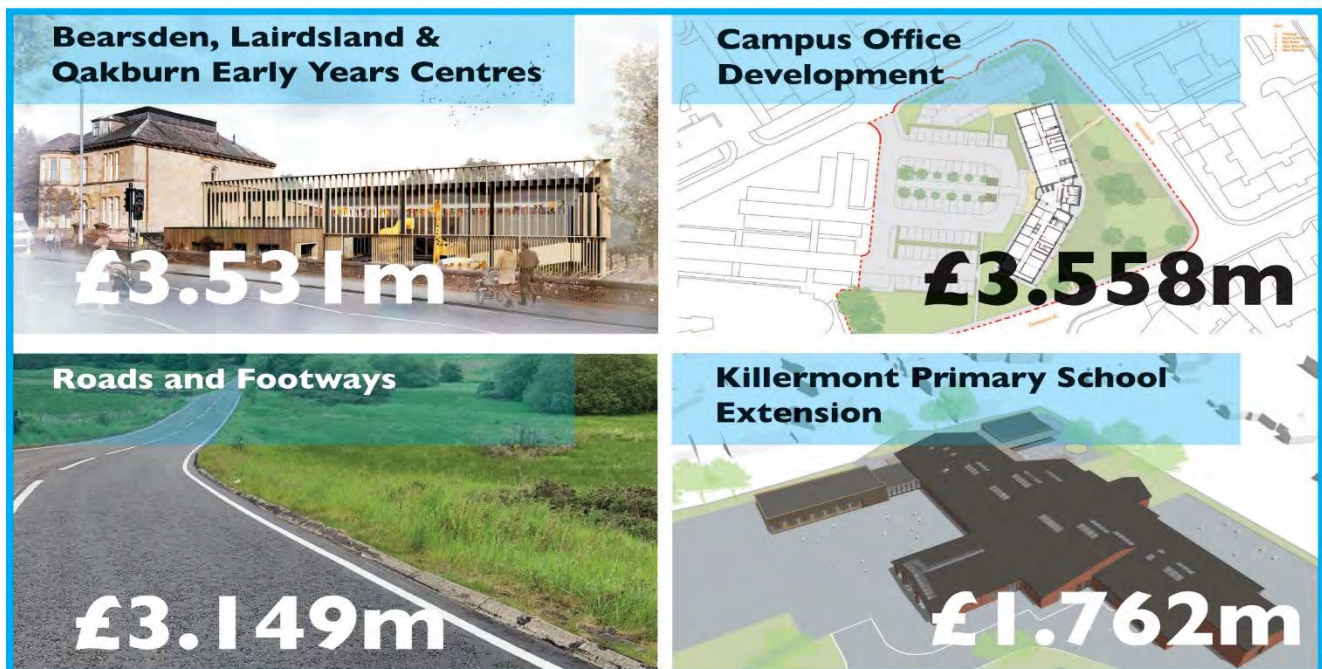 Bearsden, Lairdsland &
Oakburn Early Years Centres
£3.531m
Campus Office
Development
£3.558m
Roads and Footways
£3.149m
Killermont Primary School
Extension
£1.762m